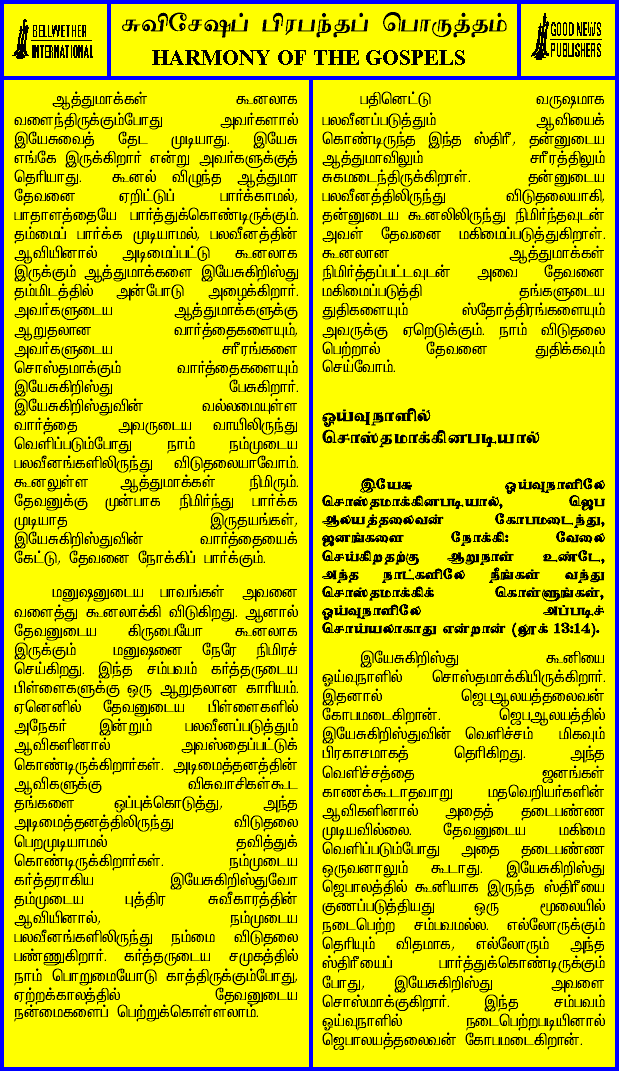 BELLWETHER
INTERNATIONAL
சுவிசேஷப் பிரபந்தப் பொருத்தம்
HARMONY OF THE GOSPELS
GOOD NEWS
PUBLISHERS
ஆத்துமாக்கள் கூனலாக
வளைந்திருக்கும்போது அவர்களால்
இயேசுவைத் தேட முடியாது. இயேசு
எங்கே இருக்கிறார் என்று அவர்களுக்குத்
தெரியாது. கூனல் விழுந்த ஆத்துமா
தேவனை ஏறிட்டுப் பார்க்காமல்,
பாதாளத்தையே பார்த்துக்கொண்டிருக்கும்.
தம்மைப் பார்க்க முடியாமல், பலவீனத்தின்
ஆவியினால் அடிமைப்பட்டு கூனலாக
இருக்கும் ஆத்துமாக்களை இயேசுகிறிஸ்து
தம்மிடத்தில் அன்போடு அழைக்கிறார்.
அவர்களுடைய ஆத்துமாக்களுக்கு
ஆறுதலான வார்த்தைகளையும்,
அவர்களுடைய சரீரங்களை
சொஸ்தமாக்கும் வார்த்தைகளையும்
இயேசுகிறிஸ்து பேசுகிறார்.
இயேசுகிறிஸ்துவின் வல்லமையுள்ள
வார்த்தை அவருடைய வாயிலிருந்து
வெளிப்படும்போது நாம் நம்முடைய
பலவீனங்களிலிருந்து விடுதலையாவோம்.
கூனலுள்ள ஆத்துமாக்கள் நிமிரும்.
தேவனுக்கு முன்பாக நிமிர்ந்து பார்க்க
முடியாத இருதயங்கள்,
இயேசுகிறிஸ்துவின் வார்த்தையைக்
கேட்டு, தேவனை நோக்கிப் பார்க்கும்.
மனுஷனுடைய பாவங்கள் அவனை
வளைத்து கூனலாக்கி விடுகிறது. ஆனால்
தேவனுடைய கிருபையோ கூனலாக
இருக்கும் மனுஷனை நேரே நிமிரச்
செய்கிறது. இந்த சம்பவம் கர்த்தருடைய
பிள்ளைகளுக்கு ஒரு ஆறுதலான காரியம்.
ஏனெனில் தேவனுடைய பிள்ளைகளில்
அநேகர் இன்றும் பலவீனப்படுத்தும்
ஆவிகளினால் அவஸ்தைப்பட்டுக்
கொண்டிருக்கிறார்கள். அடிமைத்தனத்தின்
ஆவிகளுக்கு விசுவாசிகள்கூட
தங்களை ஒப்புக்கொடுத்து, அந்த
அடிமைத்தனத்திலிருந்து விடுதலை
பெறமுடியாமல் தவித்துக்
கொண்டிருக்கிறார்கள். நம்முடைய
கர்த்தராகிய இயேசுகிறிஸ்துவோ
தம்முடைய புத்திர சுவீகாரத்தின்
ஆவியினால், நம்முடைய
பலவீனங்களிலிருந்து நம்மை விடுதலை
பண்ணுகிறார். கர்த்தருடைய சமுகத்தில்
நாம் பொறுமையோடு காத்திருக்கும்போது,
ஏற்றக்காலத்தில் தேவனுடைய
நன்மைகளைப் பெற்றுக்கொள்ளலாம்.
பதினெட்டு வருஷமாக
பலவீனப்படுத்தும் ஆவியைக்
கொண்டிருந்த இந்த ஸ்திரீ, தன்னுடைய
ஆத்துமாவிலும் சரீரத்திலும்
சுகமடைந்திருக்கிறாள். தன்னுடைய
பலவீனத்திலிருந்து விடுதலையாகி,
தன்னுடைய கூனலிலிருந்து நிமிர்ந்தவுடன்
அவள் தேவனை மகிமைப்படுத்துகிறாள்.
கூனலான ஆத்துமாக்கள்
நிமிர்த்தப்பட்டவுடன் அவை தேவனை
மகிமைப்படுத்தி தங்களுடைய
துதிகளையும் ஸ்தோத்திரங்களையும்
அவருக்கு ஏறெடுக்கும். நாம் விடுதலை
பெற்றால் தேவனை துதிக்கவும்
செய்வோம்.
ஓய்வுநாளில்
சொஸ்தமாக்கினபடியால்
இயேசு ஓய்வுநாளிலே
சொஸ்தமாக்கினபடியால், ஜெப
ஆலயத்தலைவன் கோபமடைந்து,
ஜனங்களை நோக்கி: வேலை
செய்கிறதற்கு ஆறுநாள் உண்டே,
அந்த நாட்களிலே நீங்கள் வந்து
சொஸ்தமாக்கிக் கொள்ளுங்கள்,
ஓய்வுநாளிலே அப்படிச்
செய்யலாகாது என்றான் (லூக் 13:14).
இயேசுகிறிஸ்து கூனியை
ஓய்வுநாளில் சொஸ்தமாக்கியிருக்கிறார்.
இதனால் ஜெபஆலயத்தலைவன்
கோபமடைகிறான். ஜெபஆலயத்தில்
இயேசுகிறிஸ்துவின் வெளிச்சம் மிகவும்
பிரகாசமாகத் தெரிகிறது. அந்த
வெளிச்சத்தை ஜனங்கள்
காணக்கூடாதவாறு மதவெறியர்களின்
ஆவிகளினால் அதைத் தடைபண்ண
முடியவில்லை. தேவனுடைய மகிமை
வெளிப்படும்போது அதை தடைபண்ண
ஒருவனாலும் கூடாது. இயேசுகிறிஸ்து
ஜெபாலத்தில் கூனியாக இருந்த ஸ்திரீயை
குணப்படுத்தியது ஒரு மூலையில்
நடைபெற்ற சம்பவமல்ல. எல்லோருக்கும்
தெரியும் விதமாக, எல்லோரும் அந்த
ஸ்திரீயைப் பார்த்துக்கொண்டிருக்கும்
போது, இயேசுகிறிஸ்து அவளை
சொஸ்மாக்குகிறார். இந்த சம்பவம்
ஓய்வுநாளில் நடைபெற்றபடியினால்
ஜெபாலயத்தலைவன் கோபமடைகிறான்.